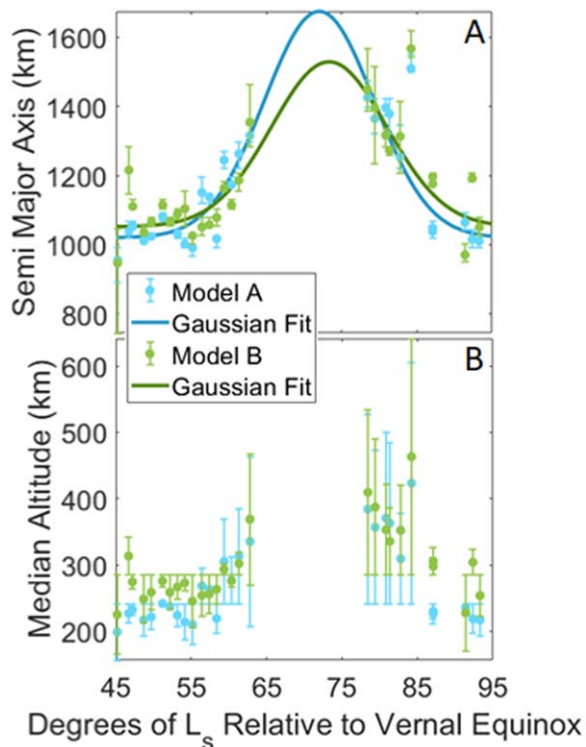 A
1600
1400
1200
1000
800
Semi Major Axis (km)
Model A
Gaussian Fit
Model B
Gaussian Fit
B
600
500
400
300
200
Median Altitude (km)
45 55 65 75 85 95
Degrees of Ls Relative to Vernal Equinox